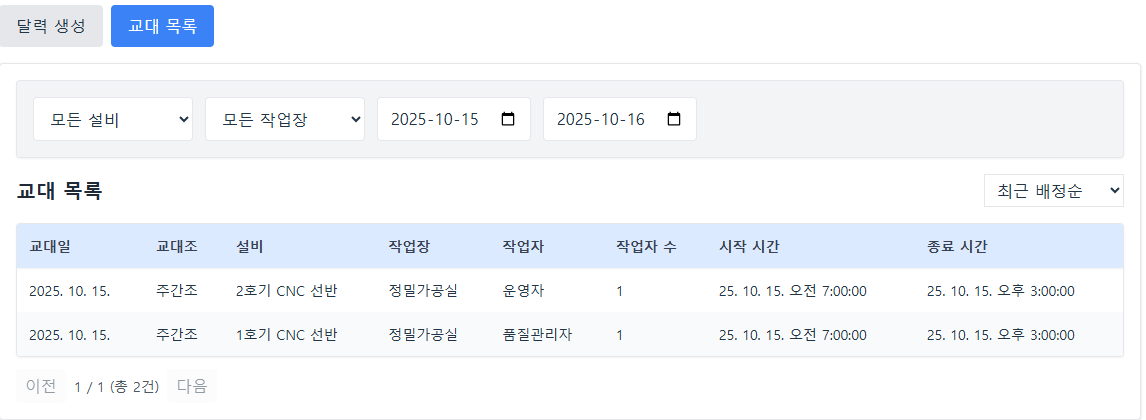 달력 생성 교대 목록
모든 설비 모든 작업장 2025-10-15 2025-10-16
교대 목록 최근 배정순
교대일 교대조 설비 작업장 작업자 작업자 수 시작 시간 종료 시간
2025. 10. 15. 주간조 2호기 CNC 선반 정밀가공실 운영자 1 25. 10. 15. 오전 7:00:00 25. 10. 15. 오후 3:00:00
2025. 10. 15. 주간조 1호기 CNC 선반 정밀가공실 품질관리자 1 25. 10. 15. 오전 7:00:00 25. 10. 15. 오후 3:00:00
이전 1 / 1 (총 2건) 다음